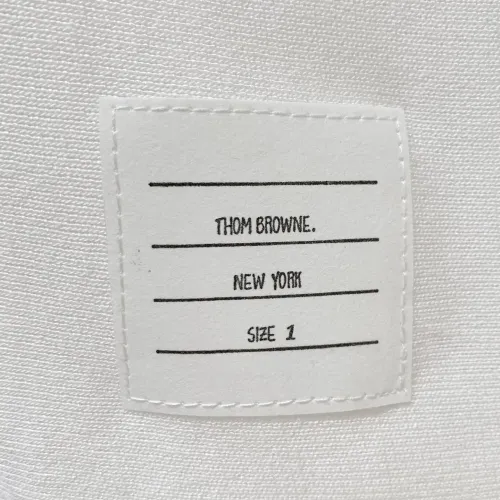 THOM BROWNE.
NEW YORK
SIZE 1